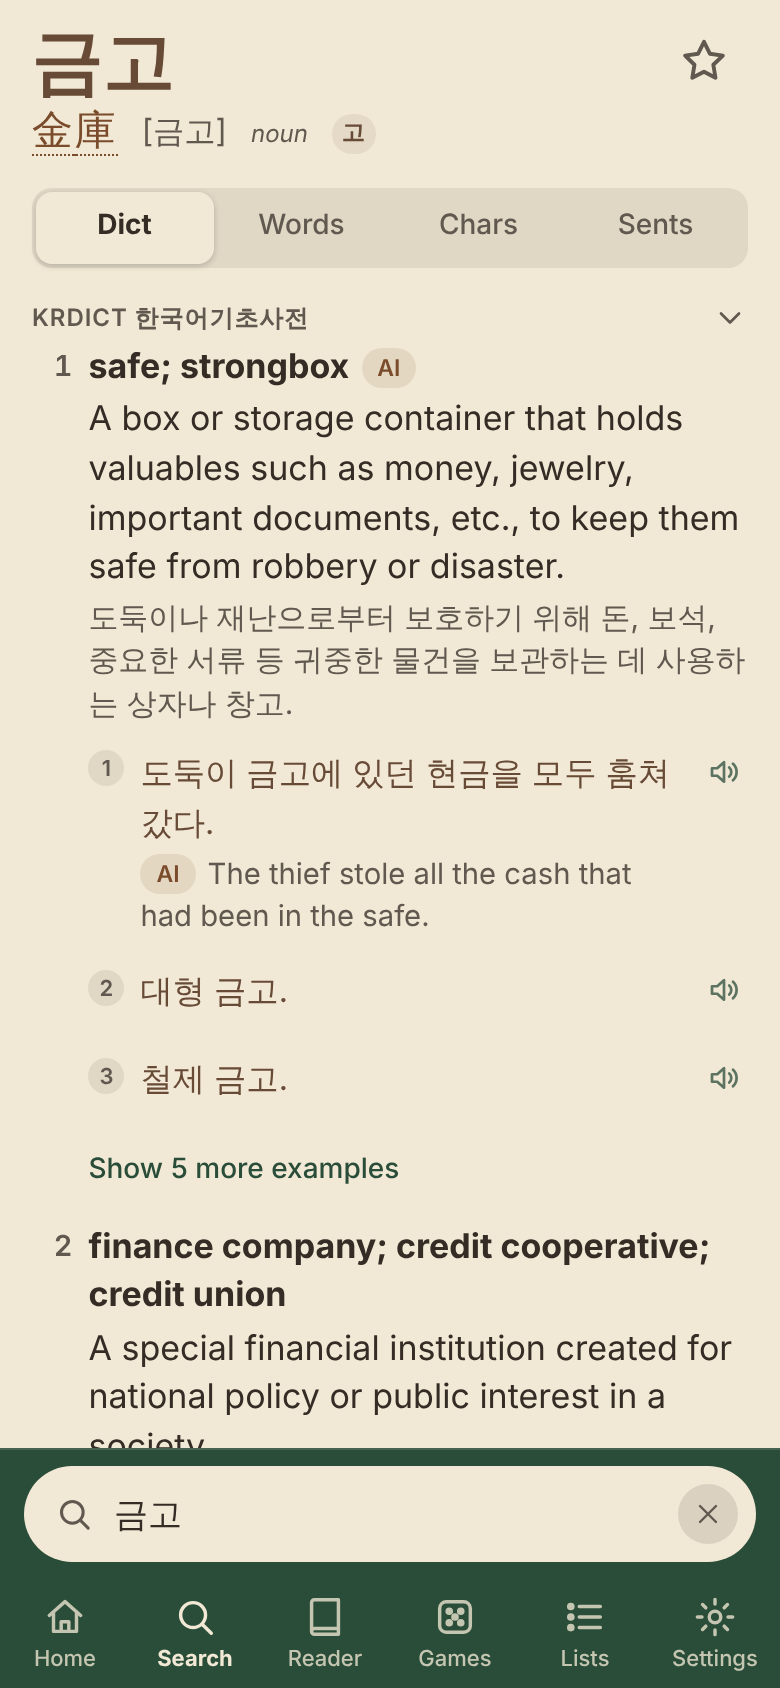 금고
金庫 [금고] noun 고
Dict Words Chars Sents
KRDICT 한국어기초사전
1 safe; strongbox AI
A box or storage container that holds
valuables such as money, jewelry,
important documents, etc., to keep them
safe from robbery or disaster.
도둑이나 재난으로부터 보호하기 위해 돈, 보석,
중요한 서류 등 귀중한 물건을 보관하는 데 사용하
는 상자나 창고.
1 도둑이 금고에 있던 현금을 모두 훔쳐
갔다.
AI The thief stole all the cash that
had been in the safe.
2 대형 금고.
3 철제 금고.
Show 5 more examples
2 finance company; credit cooperative;
credit union
A special financial institution created for
national policy or public interest in a
society.
금고
Home Search Reader Games Lists Settings